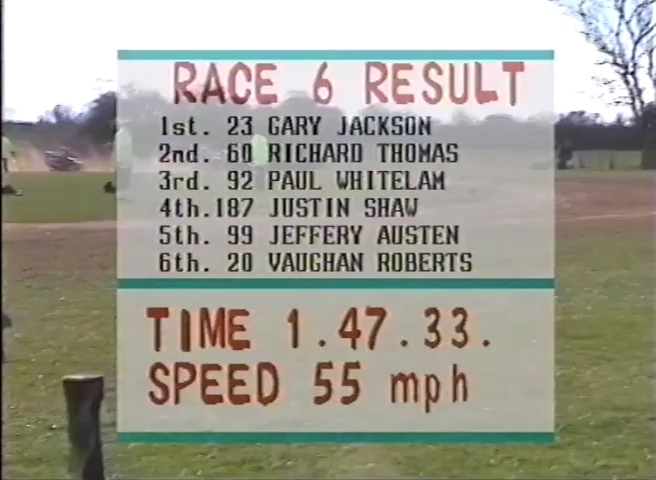 RACE 6 RESULT
1st. 23 GARY JACKSON
2nd. 60 RICHARD THOMAS
3rd. 92 PAUL WHITELAM
4th.187 JUSTIN SHAW
5th. 99 JEFFERY AUSTEN
6th. 20 VAUGHAN ROBERTS
TIME 1.47.33.
SPEED 55 mph